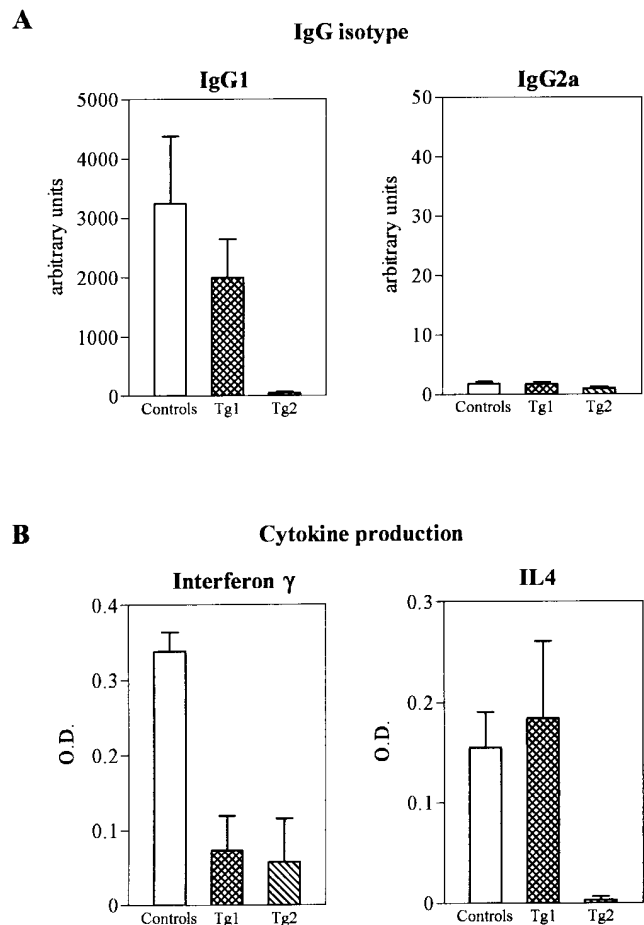 A
IgG isotype
IgG1
IgG2a
arbitrary units
5000
4000
3000
2000
1000
0
Controls Tg1 Tg2
arbitrary units
50
40
30
20
10
0
Controls Tg1 Tg2
B
Cytokine production
Interferon γ
IL4
O.D.
0.4
0.3
0.2
0.1
0
Controls Tg1 Tg2
O.D.
0.3
0.2
0.1
0
Controls Tg1 Tg2